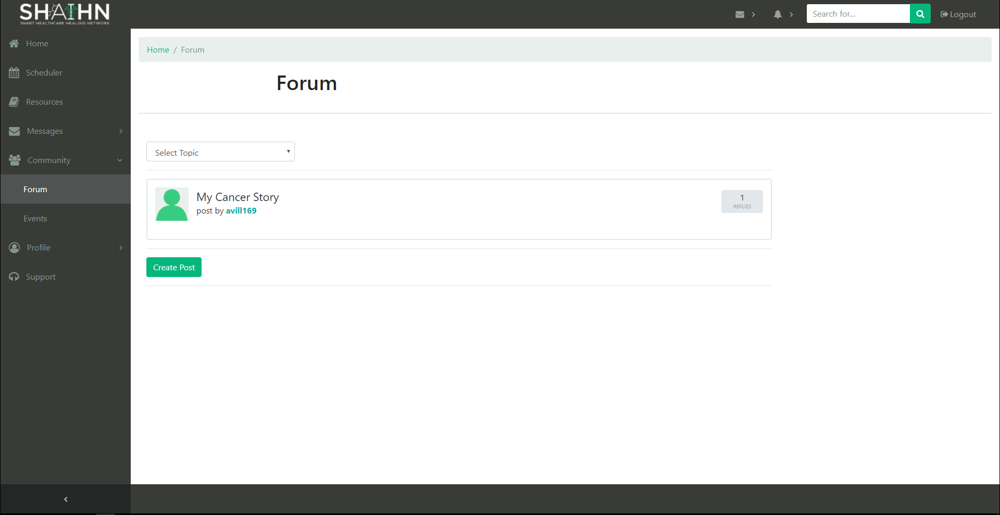 SHAIHN
SMART HEALTHCARE HEALING NETWORK
Search for...
Logout
Home
Scheduler
Resources
Messages
Community
Forum
Events
Profile
Support
Home / Forum
Forum
Select Topic
My Cancer Story
post by avill169
1
REPLIES
Create Post